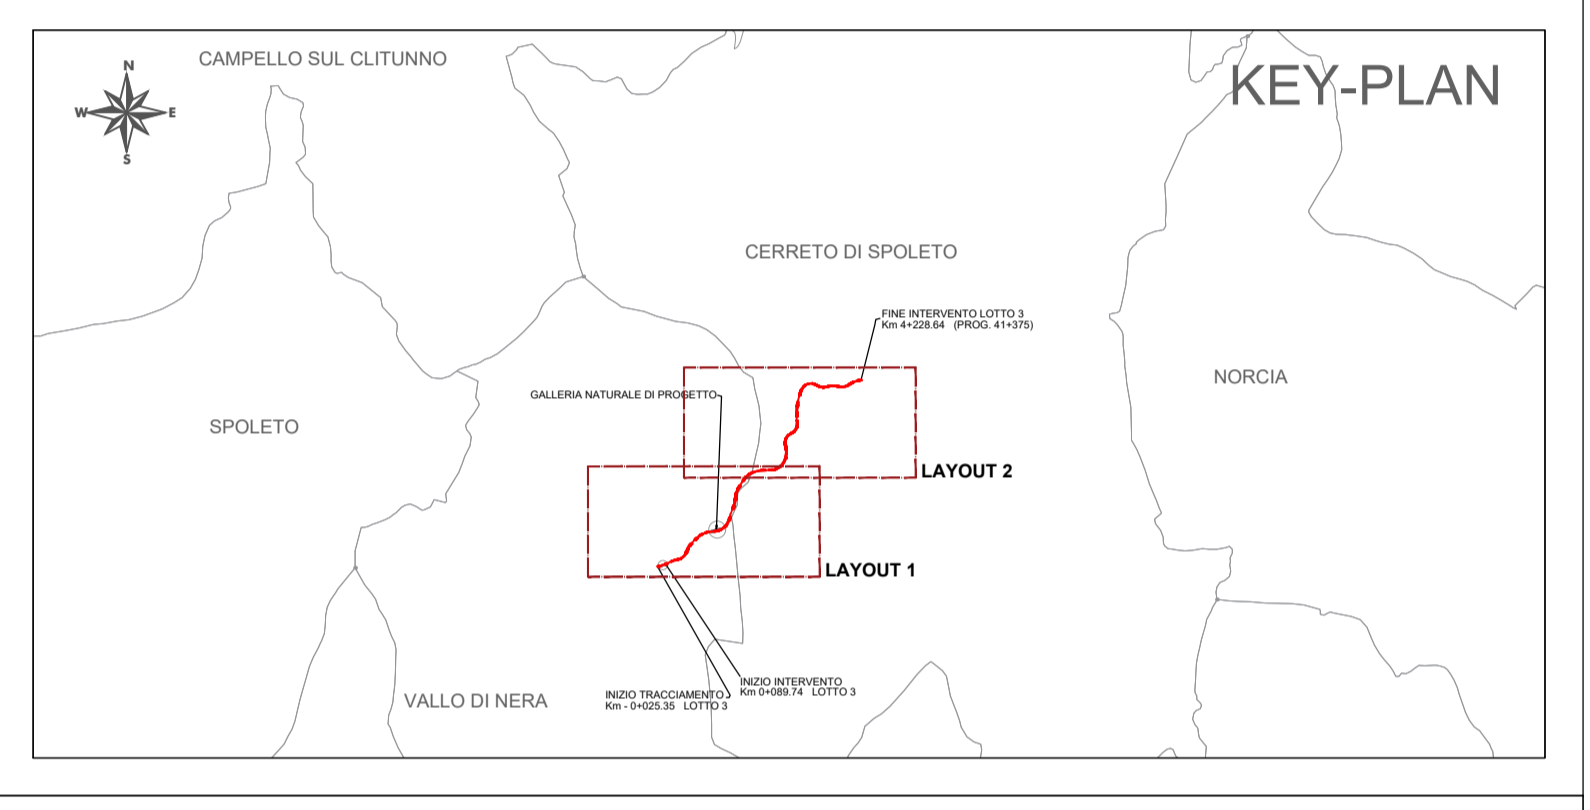 CAMPELLO SUL CLITUNNO
KEY-PLAN
N
W E
S
CERRETO DI SPOLETO
FINE INTERVENTO LOTTO 3
Km 4+228.64 (PROG. 41+375)
NORCIA
GALLERIA NATURALE DI PROGETTO
SPOLETO
LAYOUT 2
LAYOUT 1
INIZIO INTERVENTO
Km 0+089.74 LOTTO 3
INIZIO TRACCIAMENTO
Km - 0+025.35 LOTTO 3
VALLO DI NERA